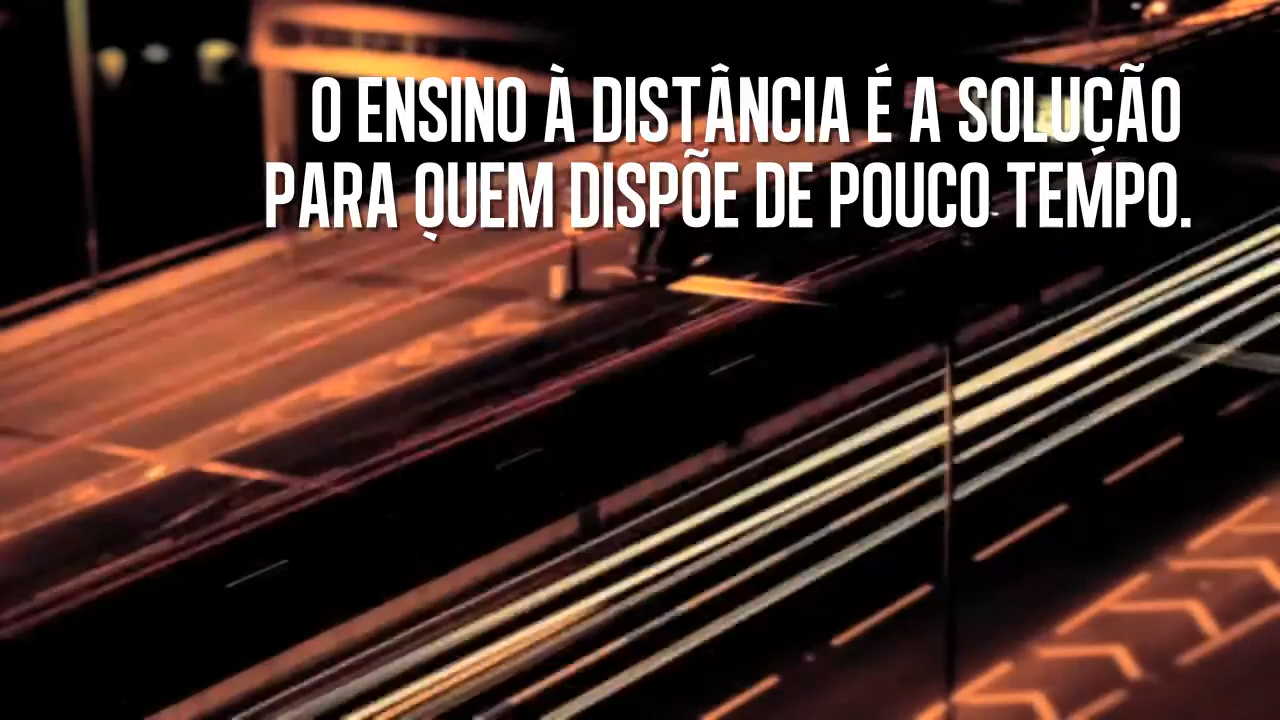 O ENSINO À DISTÂNCIA É A SOLUÇÃO
PARA QUEM DISPÕE DE POUCO TEMPO.